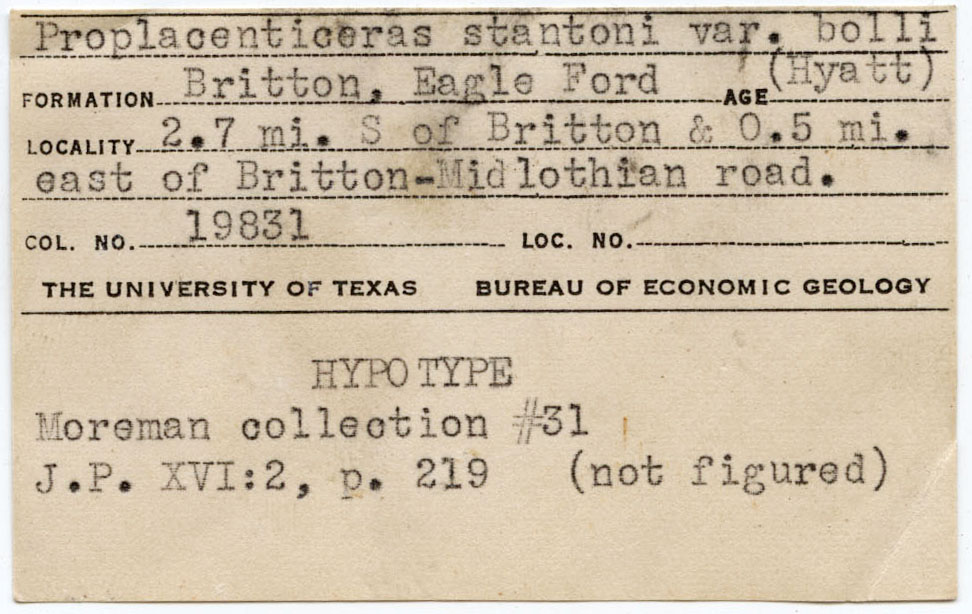 Proplacenticeras stantoni var. bolli
(Hyatt)
FORMATION Britton, Eagle Ford AGE
LOCALITY 2.7 mi. S of Britton & 0.5 mi.
east of Britton-Midlothian road.
COL. NO. 19831 LOC. NO.
THE UNIVERSITY OF TEXAS BUREAU OF ECONOMIC GEOLOGY
HYPOTYPE
Moreman collection #31
J.P. XVI:2, p. 219 (not figured)